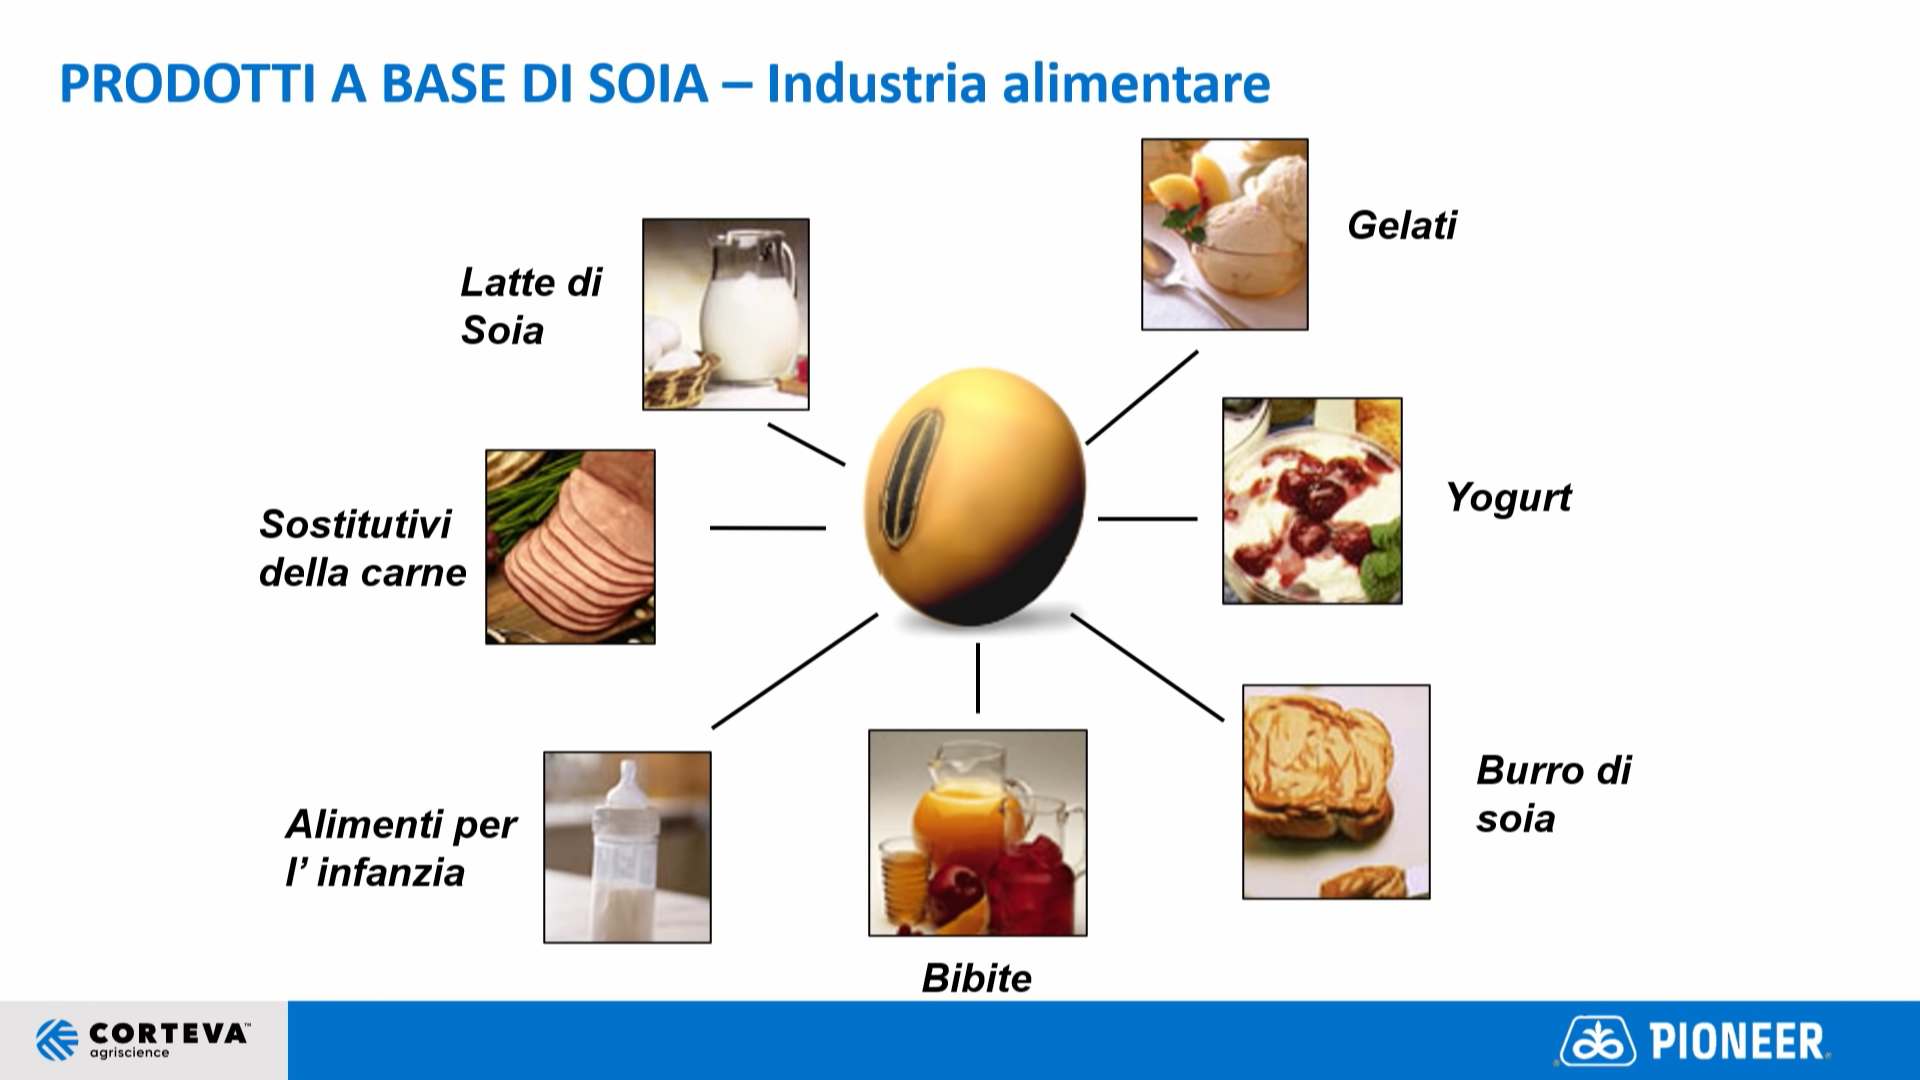 PRODOTTI A BASE DI SOIA – Industria alimentare
Gelati
Latte di
Soia
Yogurt
Sostitutivi
della carne
Burro di
soia
Alimenti per
l’ infanzia
Bibite
CORTEVA™
agriscience
PIONEER®